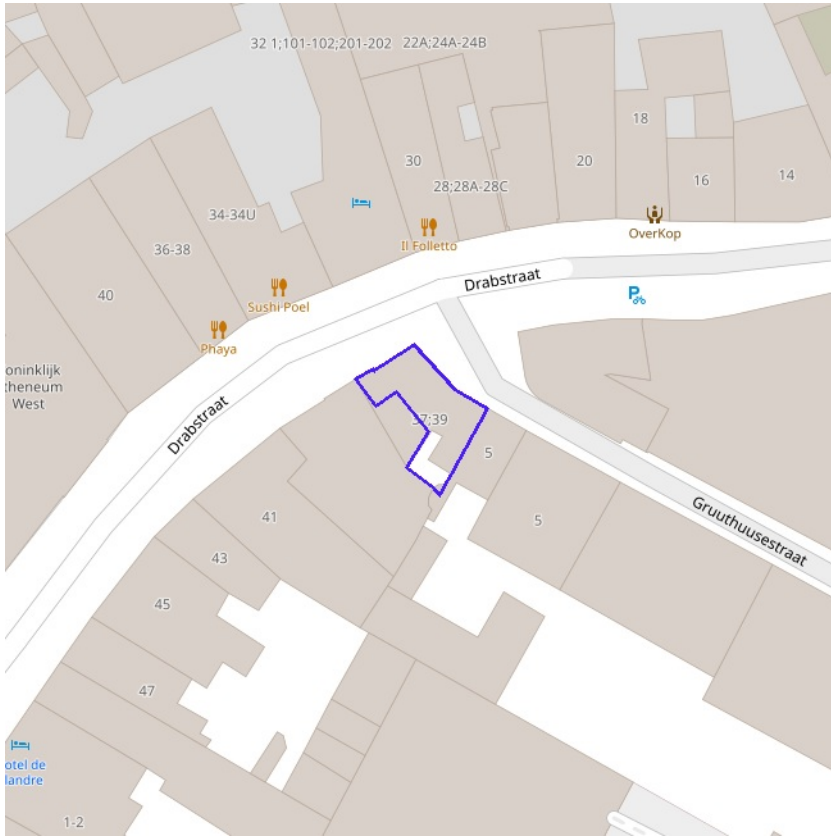 32 1;101-102;201-202
22A;24A-24B
18
30
20
16
14
28;28A-28C
34-34U
OverKop
36-38
Il Folletto
Drabstraat
40
Sushi Poel
Phaya
oninklijk
theneum
West
Drabstraat
37;39
5
41
5
Gruuthuusestraat
43
45
47
otel de
landre
1-2